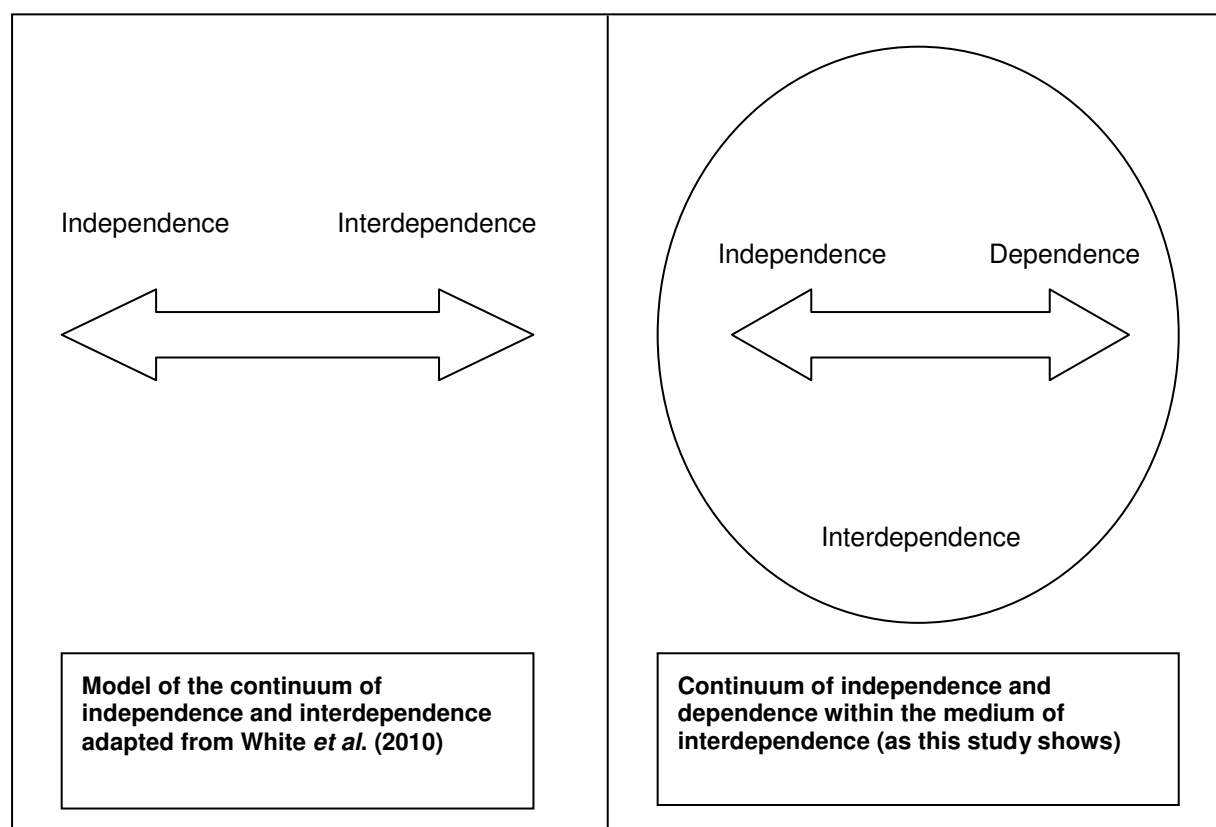 Independence Interdependence
Model of the continuum of
independence and interdependence
adapted from White et al. (2010)
Independence Dependence
Interdependence
Continuum of independence and
dependence within the medium of
interdependence (as this study shows)